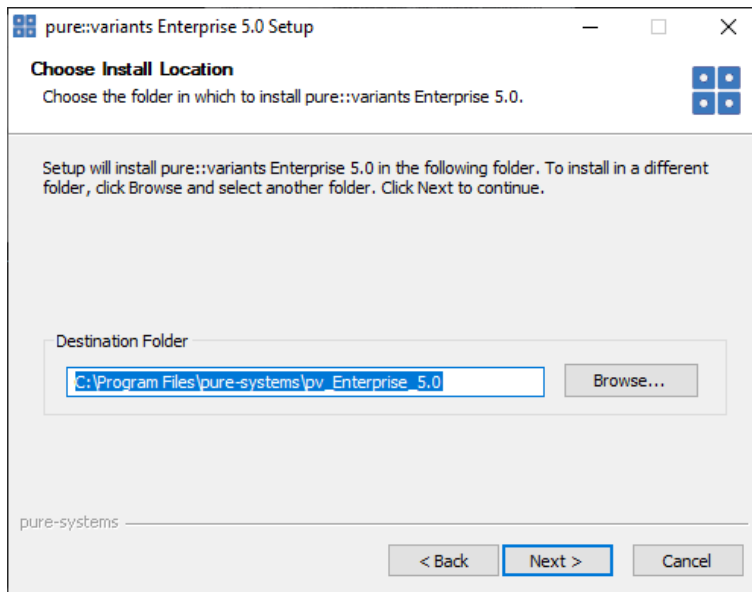 pure::variants Enterprise 5.0 Setup
Choose Install Location
Choose the folder in which to install pure::variants Enterprise 5.0.
Setup will install pure::variants Enterprise 5.0 in the following folder. To install in a different
folder, click Browse and select another folder. Click Next to continue.
Destination Folder
C:\Program Files\pure-systems\pv_Enterprise_5.0
Browse...
pure-systems
< Back
Next >
Cancel